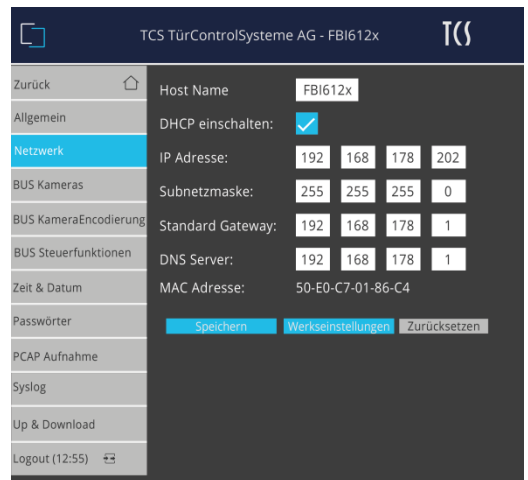 TCS TürControlSysteme AG - FBI612x
TCS
Zurück
Allgemein
Netzwerk
BUS Kameras
BUS KameraEncodierung
BUS Steuerfunktionen
Zeit & Datum
Passwörter
PCAP Aufnahme
Syslog
Up & Download
Logout (12:55)
Host Name FBI612x
DHCP einschalten:
IP Adresse: 192 168 178 202
Subnetzmaske: 255 255 255 0
Standard Gateway: 192 168 178 1
DNS Server: 192 168 178 1
MAC Adresse: 50-E0-C7-01-86-C4
Speichern Werkseinstellungen Zurücksetzen